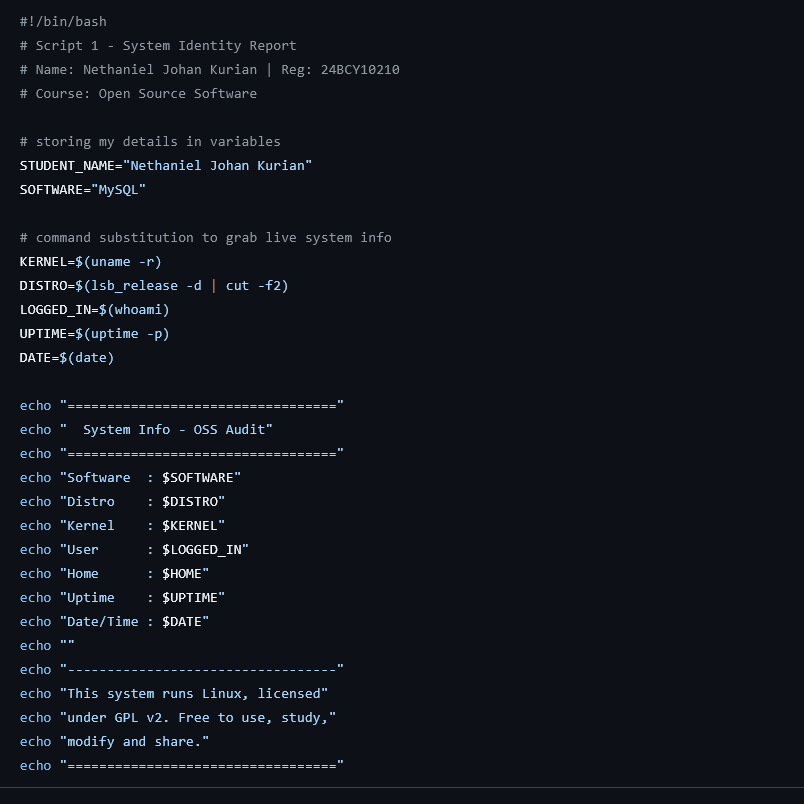 #!/bin/bash
# Script 1 - System Identity Report
# Name: Nethaniel Johan Kurian | Reg: 24BCY10210
# Course: Open Source Software
# storing my details in variables
STUDENT_NAME="Nethaniel Johan Kurian"
SOFTWARE="MySQL"
# command substitution to grab live system info
KERNEL=$(uname -r)
DISTRO=$(lsb_release -d | cut -f2)
LOGGED_IN=$(whoami)
UPTIME=$(uptime -p)
DATE=$(date)
echo "=================================="
echo "  System Info - OSS Audit"
echo "=================================="
echo "Software  : $SOFTWARE"
echo "Distro    : $DISTRO"
echo "Kernel    : $KERNEL"
echo "User      : $LOGGED_IN"
echo "Home      : $HOME"
echo "Uptime    : $UPTIME"
echo "Date/Time : $DATE"
echo ""
echo "----------------------------------"
echo "This system runs Linux, licensed"
echo "under GPL v2. Free to use, study,"
echo "modify and share."
echo "=================================="